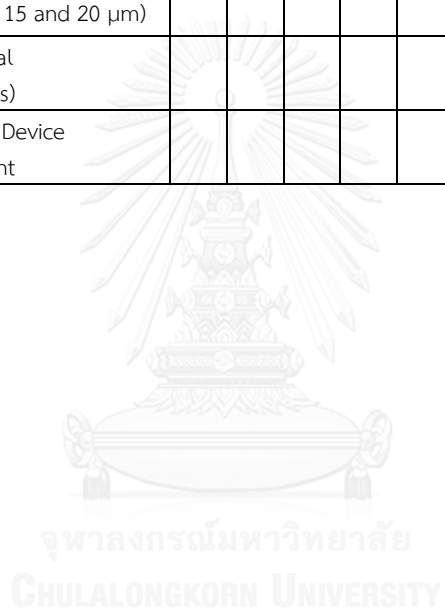 15 and 20 µm)
al
s)
Device
nt
จุฬาลงกรณ์มหาวิทยาลัย
CHULALONGKORN UNIVERSITY